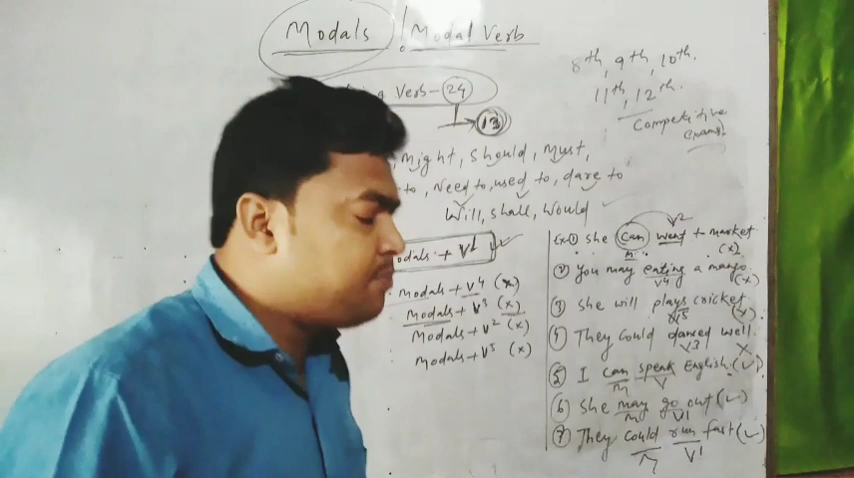 Modals / Modal Verb
Verb - 24
13
8th, 9th, 10th.
11th, 12th.
Competitive
exams
, Might, Should, Must,
to, Need to, used to, dare to
Will, shall, would
odals + V1
Modals + V4 (x)
Modals + V3 (x)
Modals + V2 (x)
Modals + V5 (x)
Ex-① She can went to market (x)
M V2
② You may eating a mango (x)
V4
③ She will plays cricket (x)
V5
④ They could danced well. x
V3
⑤ I can speak English. (✓)
M V
⑥ She may go out (✓)
M V1
⑦ They could run fast (✓)
M V1